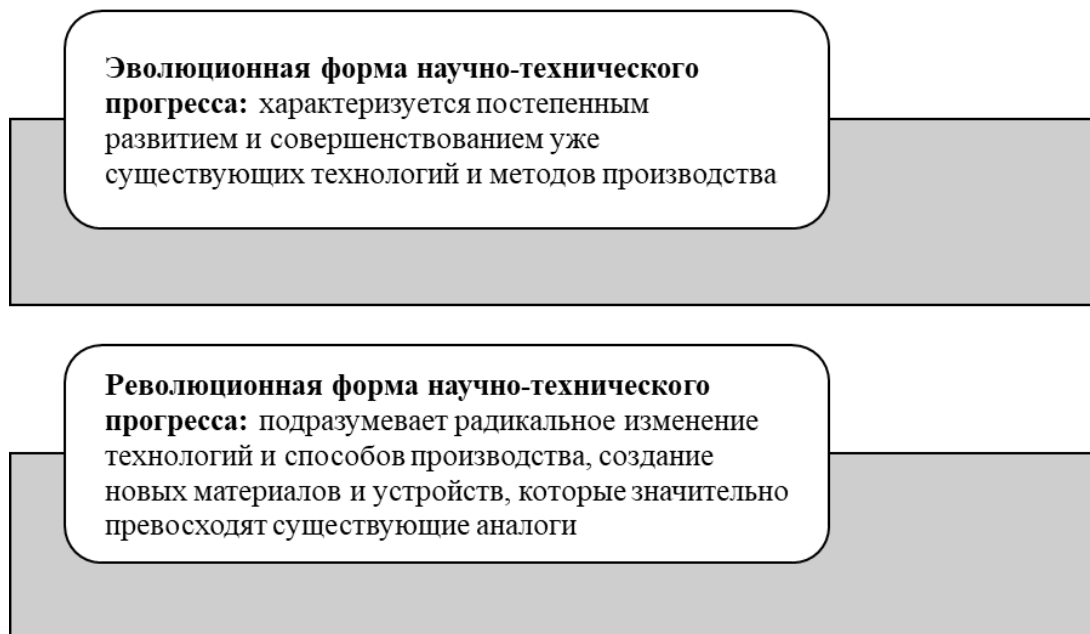 Эволюционная форма научно-технического
прогресса: характеризуется постепенным
развитием и совершенствованием уже
существующих технологий и методов производства
Революционная форма научно-технического
прогресса: подразумевает радикальное изменение
технологий и способов производства, создание
новых материалов и устройств, которые значительно
превосходят существующие аналоги